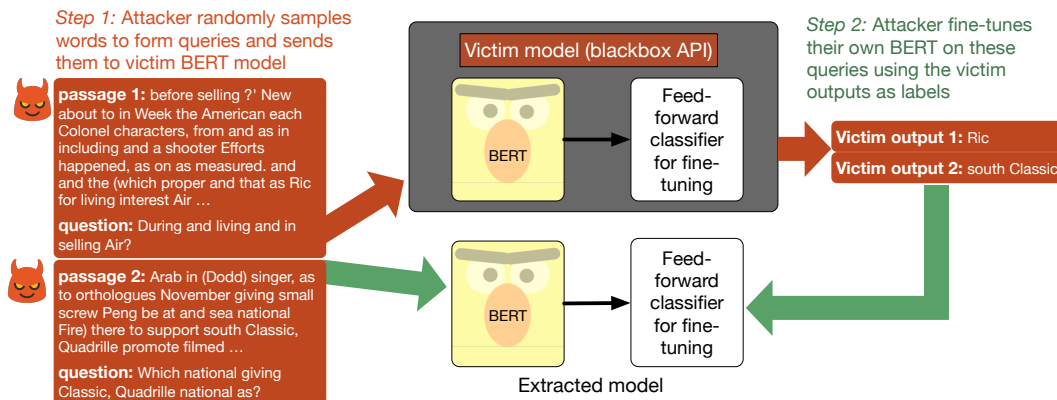 Step 1: Attacker randomly samples
words to form queries and sends
them to victim BERT model
passage 1: before selling ?' New
about to in Week the American each
Colonel characters, from and as in
including and a shooter Efforts
happened, as on as measured. and
and the (which proper and that as Ric
for living interest Air ...
question: During and living and in
selling Air?
passage 2: Arab in (Dodd) singer, as
to orthologues November giving small
screw Peng be at and sea national
Fire) there to support south Classic,
Quadrille promote filmed ...
question: Which national giving
Classic, Quadrille national as?
Victim model (blackbox API)
BERT
Feed-
forward
classifier
for fine-
tuning
BERT
Feed-
forward
classifier
for fine-
tuning
Extracted model
Step 2: Attacker fine-tunes
their own BERT on these
queries using the victim
outputs as labels
Victim output 1: Ric
Victim output 2: south Classic